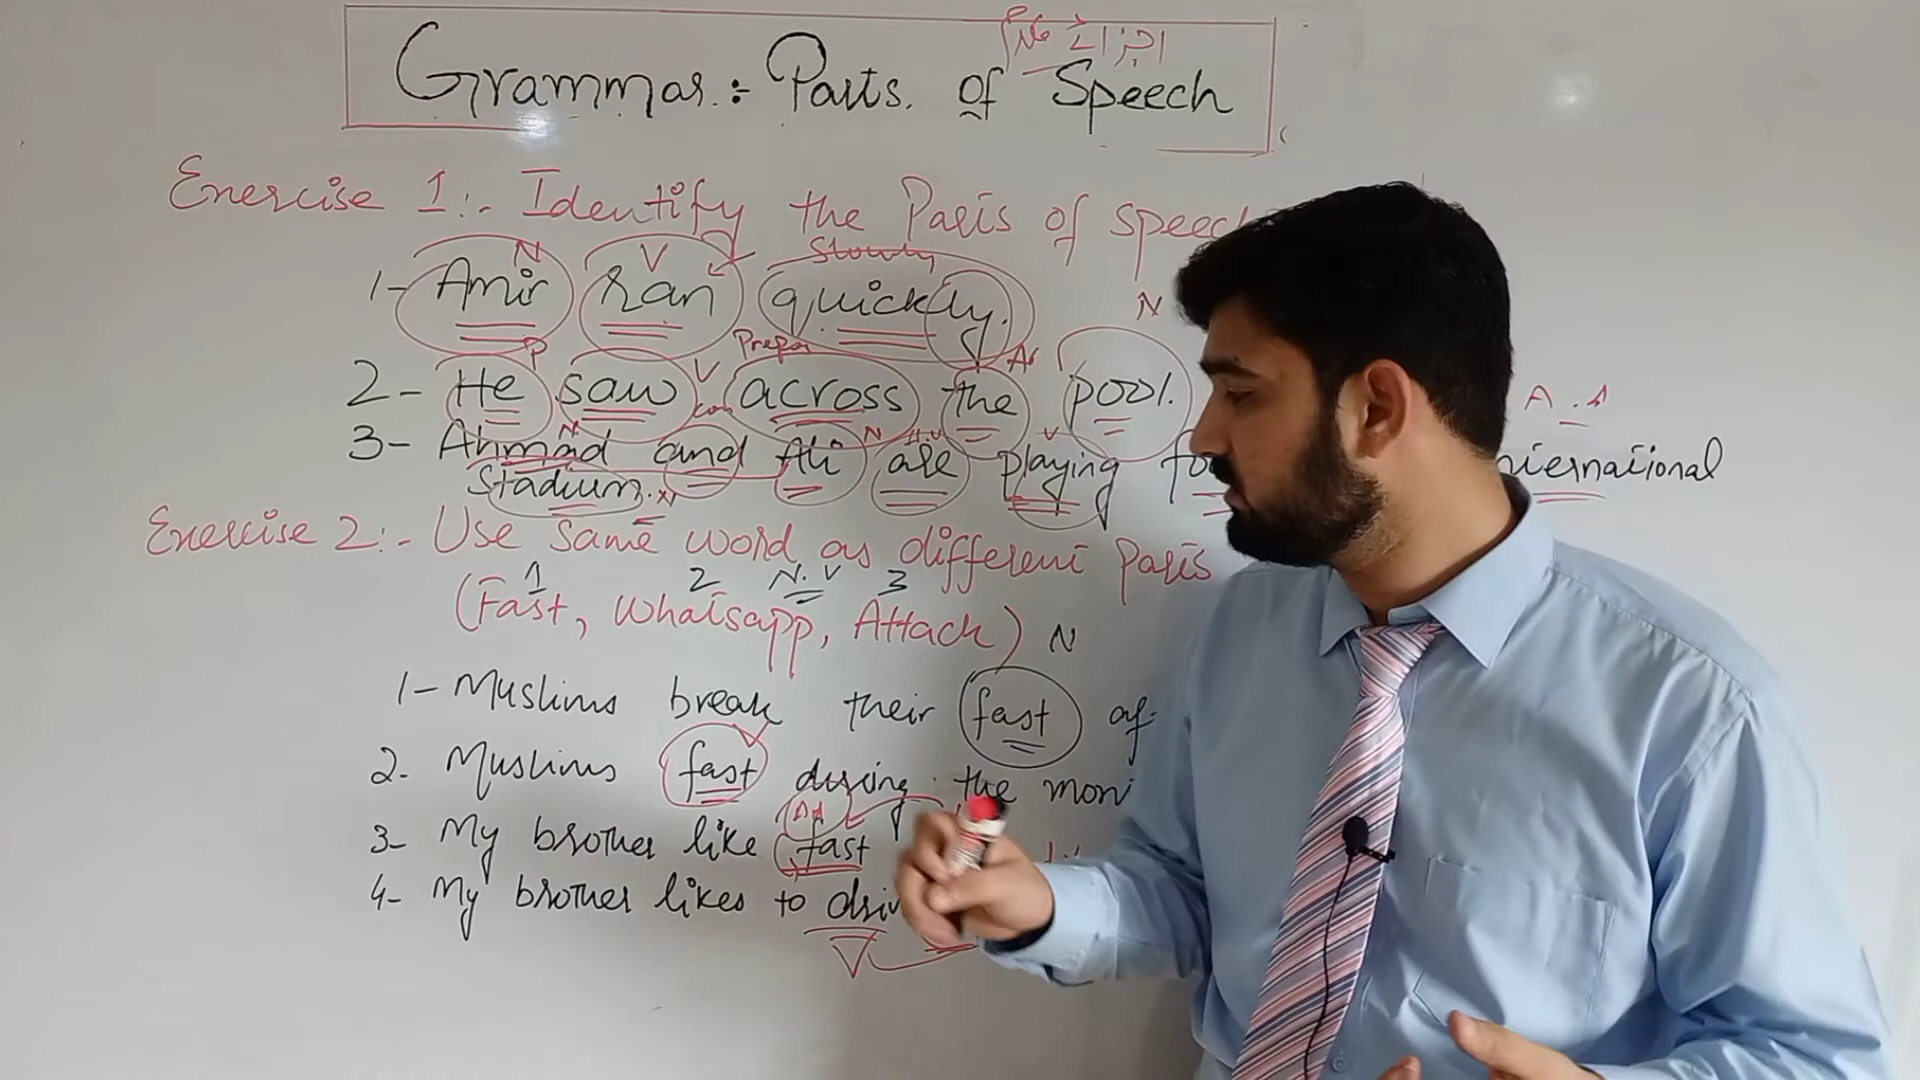 اجزائے کلام
Grammar: Parts of Speech
Exercise 1:- Identify the Parts of speech
N V Slowly
1- Amir ran quickly.
P V Prepo N
2- He saw across the pool.
N con N H.V V
3- Ahmad and Ali are playing
Stadium.
Exercise 2:- Use same word as different parts
1 2 N. V 3
(Fast, Whatsapp, Attack) N
1- Muslims break their fast
V
2- Muslims fast during the
3- My brother like fast
4- My brother likes to
V